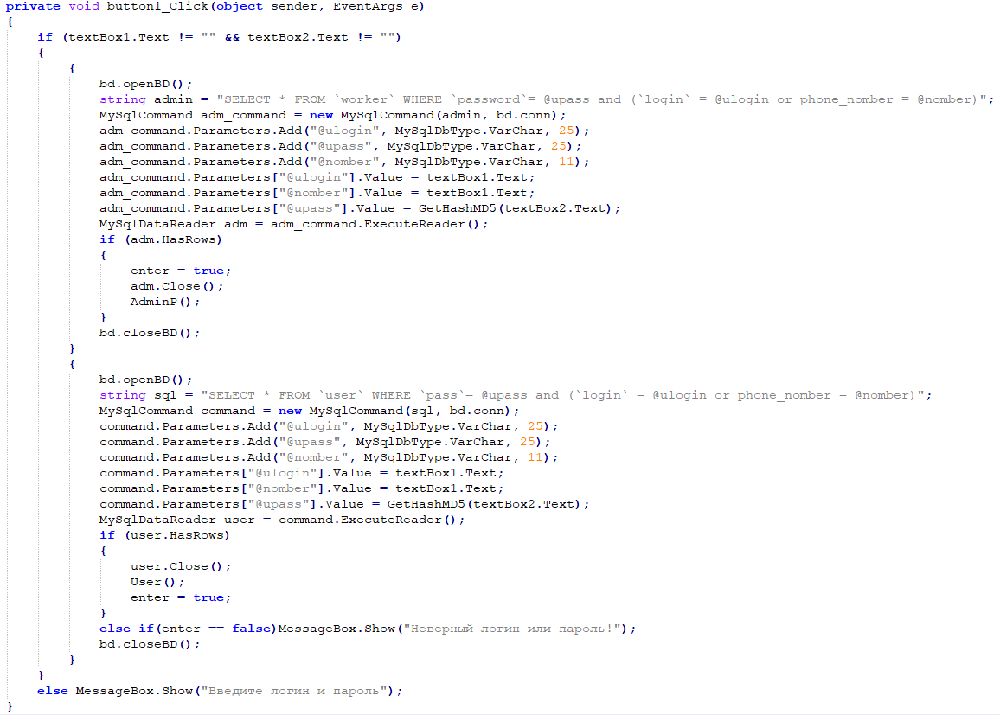 private void button1_Click(object sender, EventArgs e)
{
    if (textBox1.Text != "" && textBox2.Text != "")
    {
        {
            bd.openBD();
            string admin = "SELECT * FROM `worker` WHERE `password`= @upass and (`login` = @ulogin or phone_nomber = @nomber)";
            MySqlCommand adm_command = new MySqlCommand(admin, bd.conn);
            adm_command.Parameters.Add("@ulogin", MySqlDbType.VarChar, 25);
            adm_command.Parameters.Add("@upass", MySqlDbType.VarChar, 25);
            adm_command.Parameters.Add("@nomber", MySqlDbType.VarChar, 11);
            adm_command.Parameters["@ulogin"].Value = textBox1.Text;
            adm_command.Parameters["@nomber"].Value = textBox1.Text;
            adm_command.Parameters["@upass"].Value = GetHashMD5(textBox2.Text);
            MySqlDataReader adm = adm_command.ExecuteReader();
            if (adm.HasRows)
            {
                enter = true;
                adm.Close();
                AdminP();
            }
            bd.closeBD();
        }
        {
            bd.openBD();
            string sql = "SELECT * FROM `user` WHERE `pass`= @upass and (`login` = @ulogin or phone_nomber = @nomber)";
            MySqlCommand command = new MySqlCommand(sql, bd.conn);
            command.Parameters.Add("@ulogin", MySqlDbType.VarChar, 25);
            command.Parameters.Add("@upass", MySqlDbType.VarChar, 25);
            command.Parameters.Add("@nomber", MySqlDbType.VarChar, 11);
            command.Parameters["@ulogin"].Value = textBox1.Text;
            command.Parameters["@nomber"].Value = textBox1.Text;
            command.Parameters["@upass"].Value = GetHashMD5(textBox2.Text);
            MySqlDataReader user = command.ExecuteReader();
            if (user.HasRows)
            {
                user.Close();
                User();
                enter = true;
            }
            else if(enter == false)MessageBox.Show("Неверный логин или пароль!");
            bd.closeBD();
        }
    }
    else MessageBox.Show("Введите логин и пароль");
}